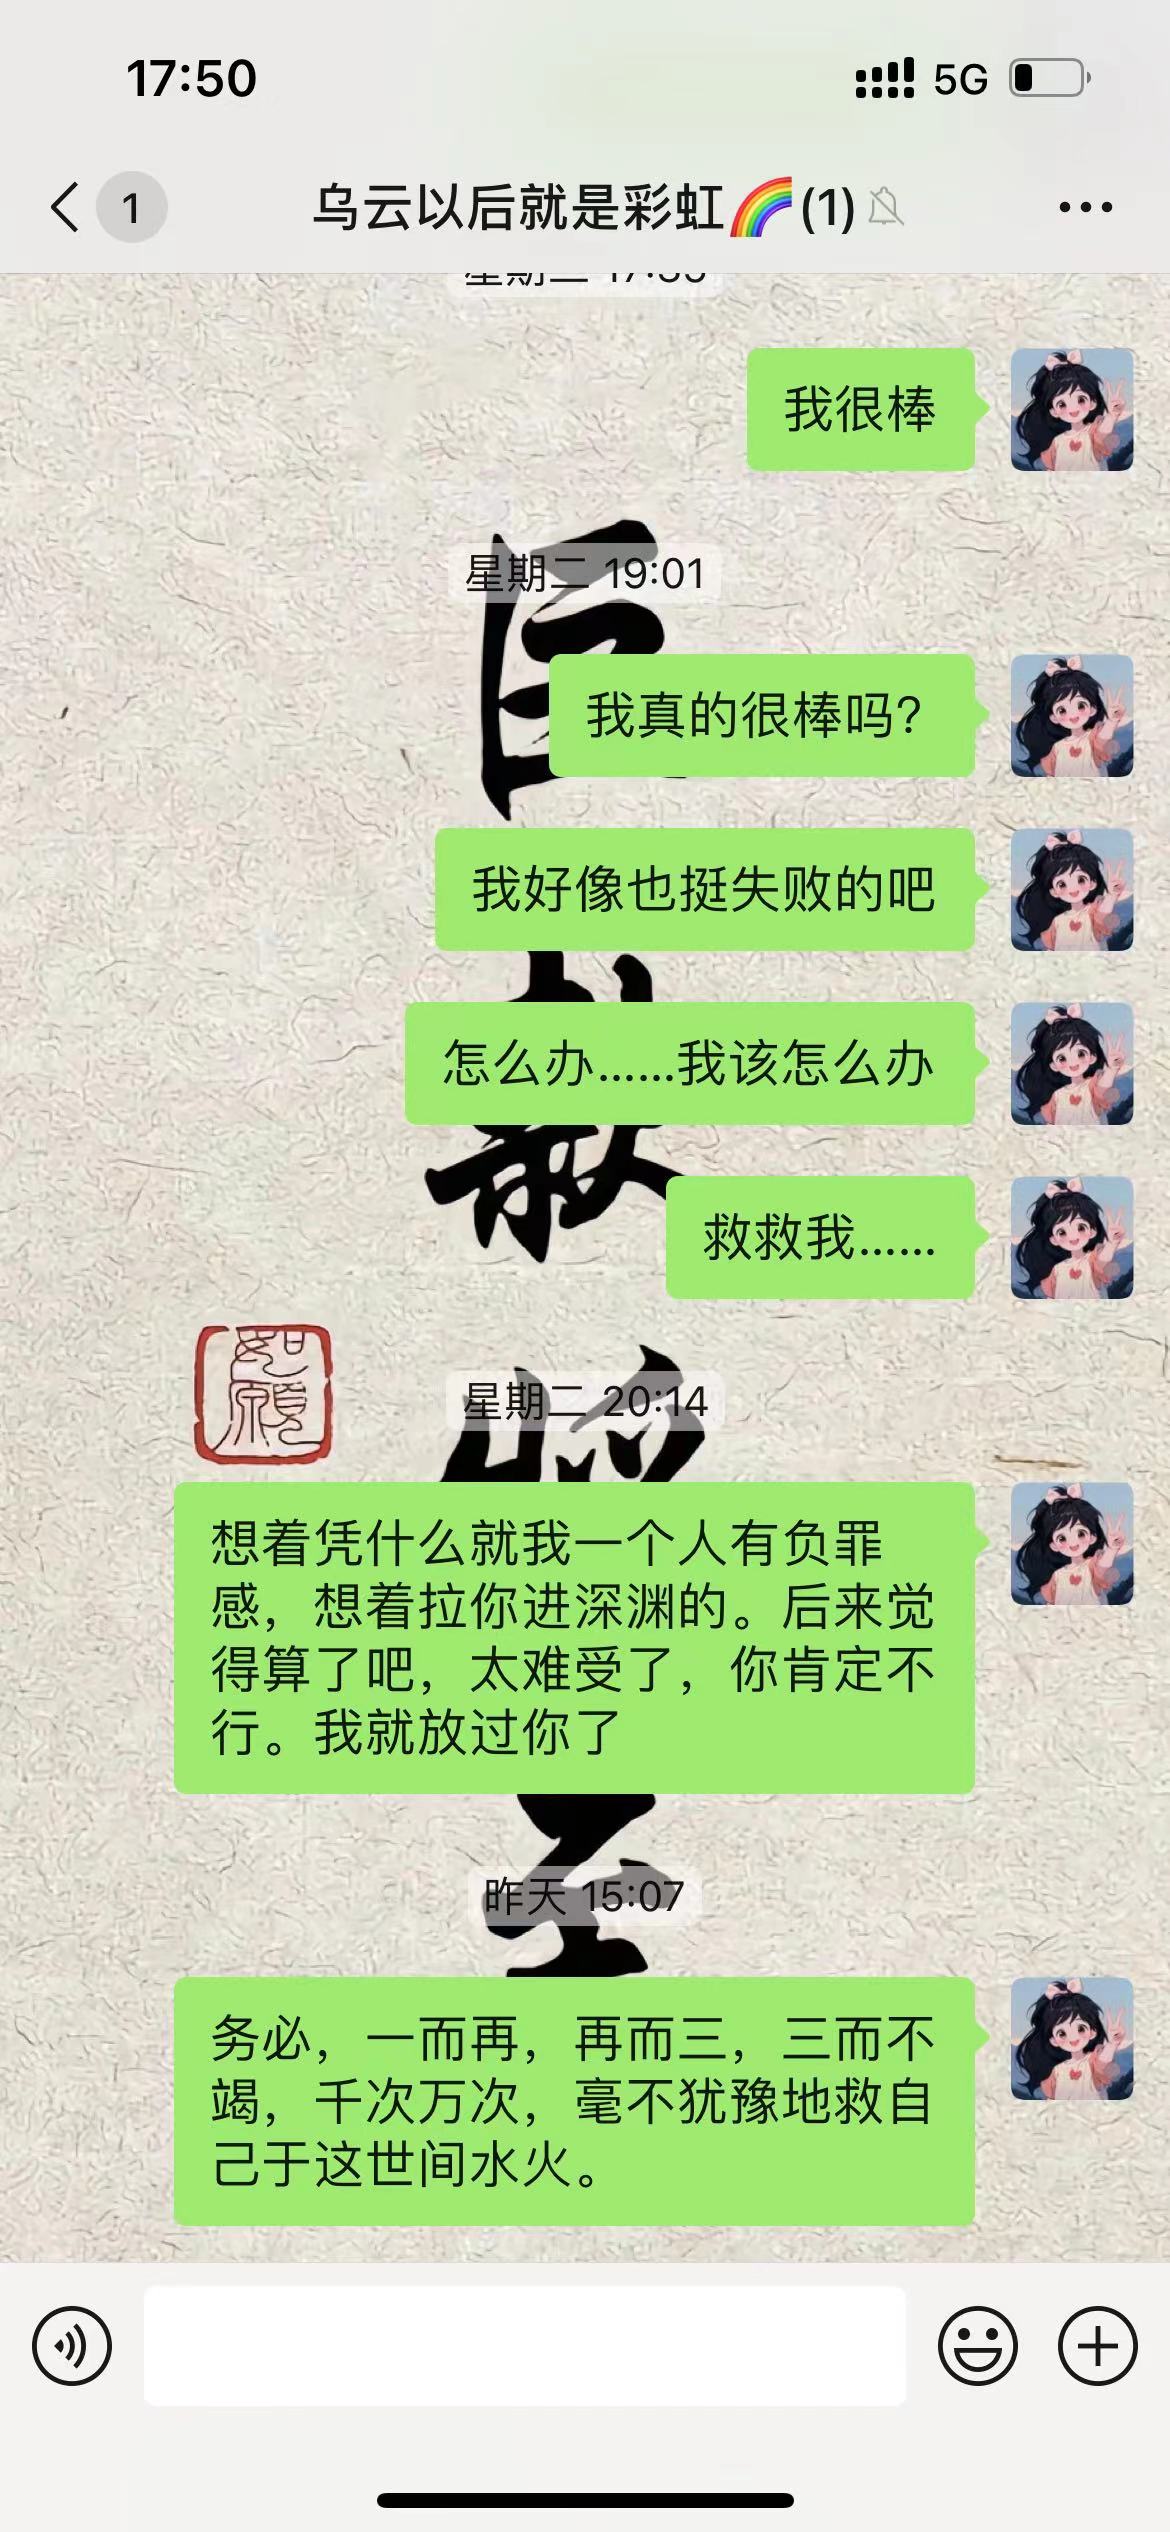 17:50
5G
1
乌云以后就是彩虹🌈(1)
我很棒
星期二 19:01
我真的很棒吗?
我好像也挺失败的吧
怎么办……我该怎么办
救救我……
如
愿
星期二 20:14
想着凭什么就我一个人有负罪
感，想着拉你进深渊的。后来觉
得算了吧，太难受了，你肯定不
行。我就放过你了
昨天 15:07
务必，一而再，再而三，三而不
竭，千次万次，毫不犹豫地救自
己于这世间水火。